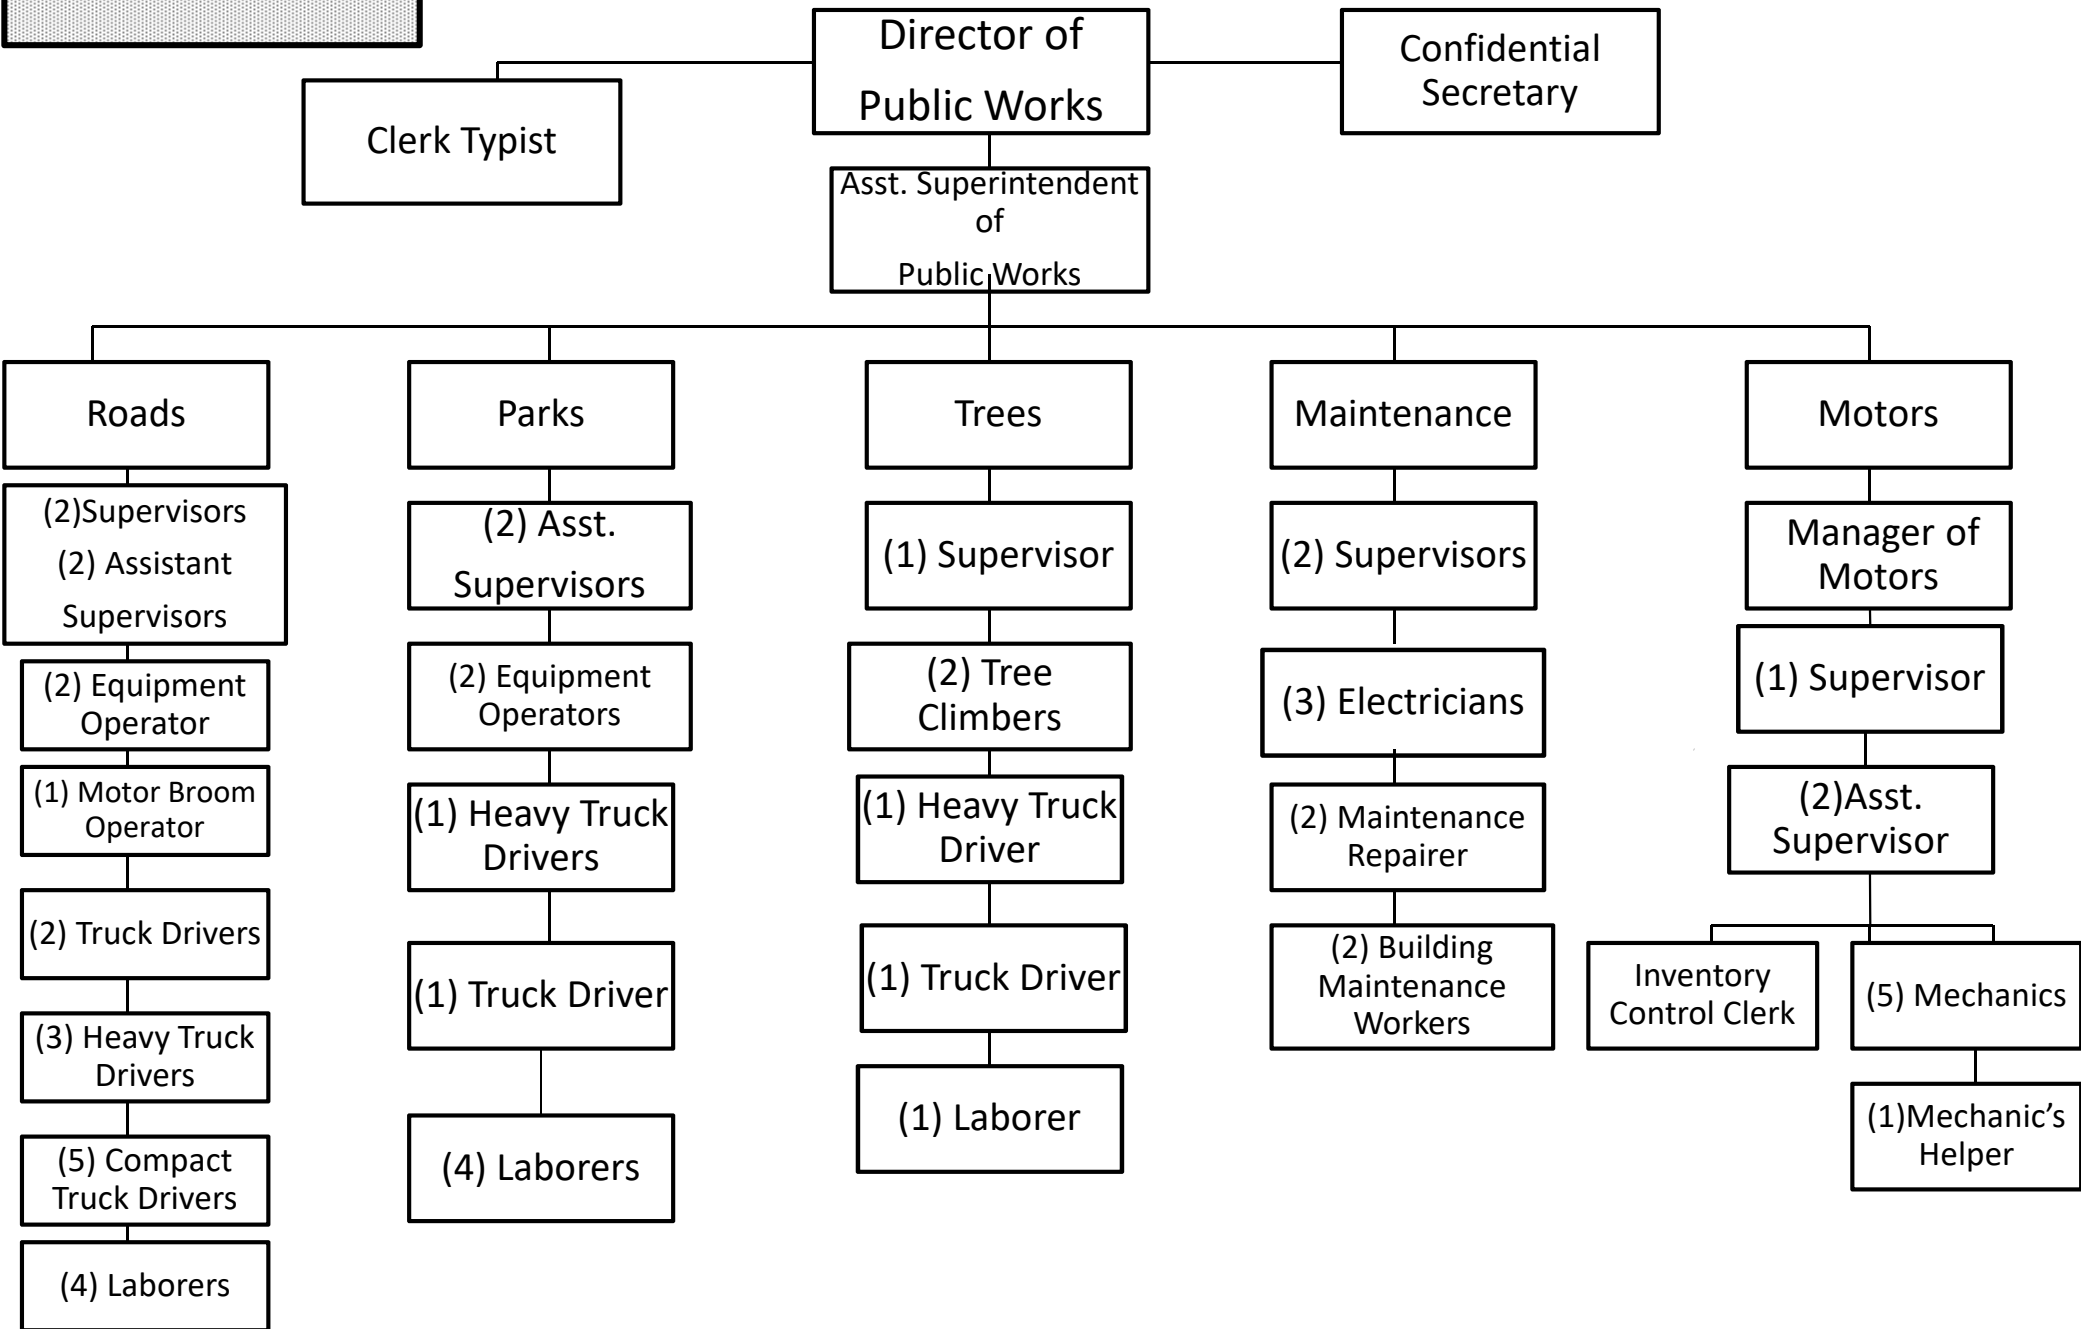 Director of
Public Works
Confidential
Secretary
Clerk Typist
Asst. Superintendent
of
Public Works
Roads
Parks
Trees
Maintenance
Motors
(2)Supervisors
(2) Assistant
Supervisors
(2) Equipment
Operator
(1) Motor Broom
Operator
(2) Truck Drivers
(3) Heavy Truck
Drivers
(5) Compact
Truck Drivers
(4) Laborers
(2) Asst.
Supervisors
(2) Equipment
Operators
(1) Heavy Truck
Drivers
(1) Truck Driver
(4) Laborers
(1) Supervisor
(2) Tree
Climbers
(1) Heavy Truck
Driver
(1) Truck Driver
(1) Laborer
(2) Supervisors
(3) Electricians
(2) Maintenance
Repairer
(2) Building
Maintenance
Workers
Manager of
Motors
(1) Supervisor
(2)Asst.
Supervisor
Inventory
Control Clerk
(5) Mechanics
(1)Mechanic’s
Helper